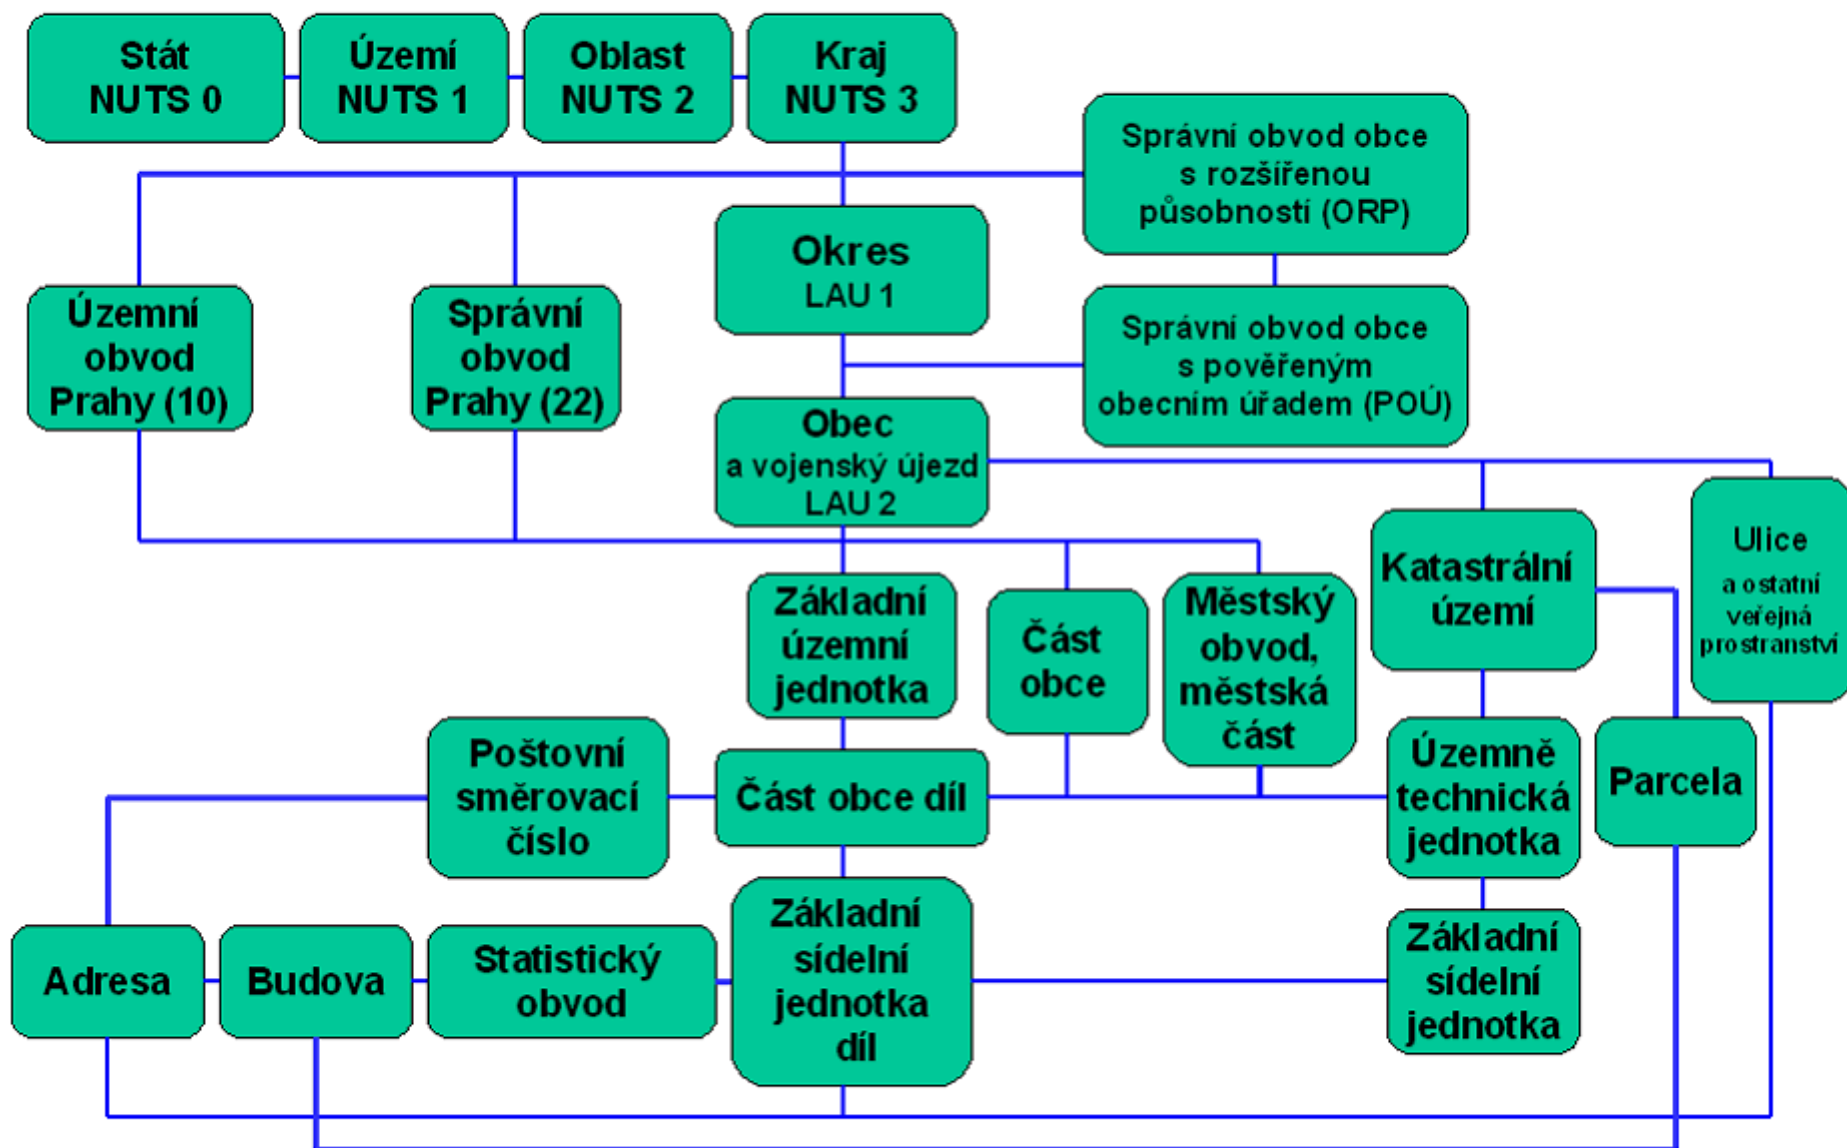 Stát
NUTS 0
Území
NUTS 1
Oblast
NUTS 2
Kraj
NUTS 3
Správní obvod obce
s rozšířenou
působností (ORP)
Okres
LAU 1
Územní
obvod
Prahy (10)
Správní
obvod
Prahy (22)
Správní obvod obce
s pověřeným
obecním úřadem (POÚ)
Obec
a vojenský újezd
LAU 2
Ulice
a ostatní
veřejná
prostranství
Katastrální
území
Základní
územní
jednotka
Část
obce
Městský
obvod,
městská
část
Poštovní
směrovací
číslo
Část obce díl
Územně
technická
jednotka
Parcela
Adresa
Budova
Statistický
obvod
Základní
sídelní
jednotka
díl
Základní
sídelní
jednotka